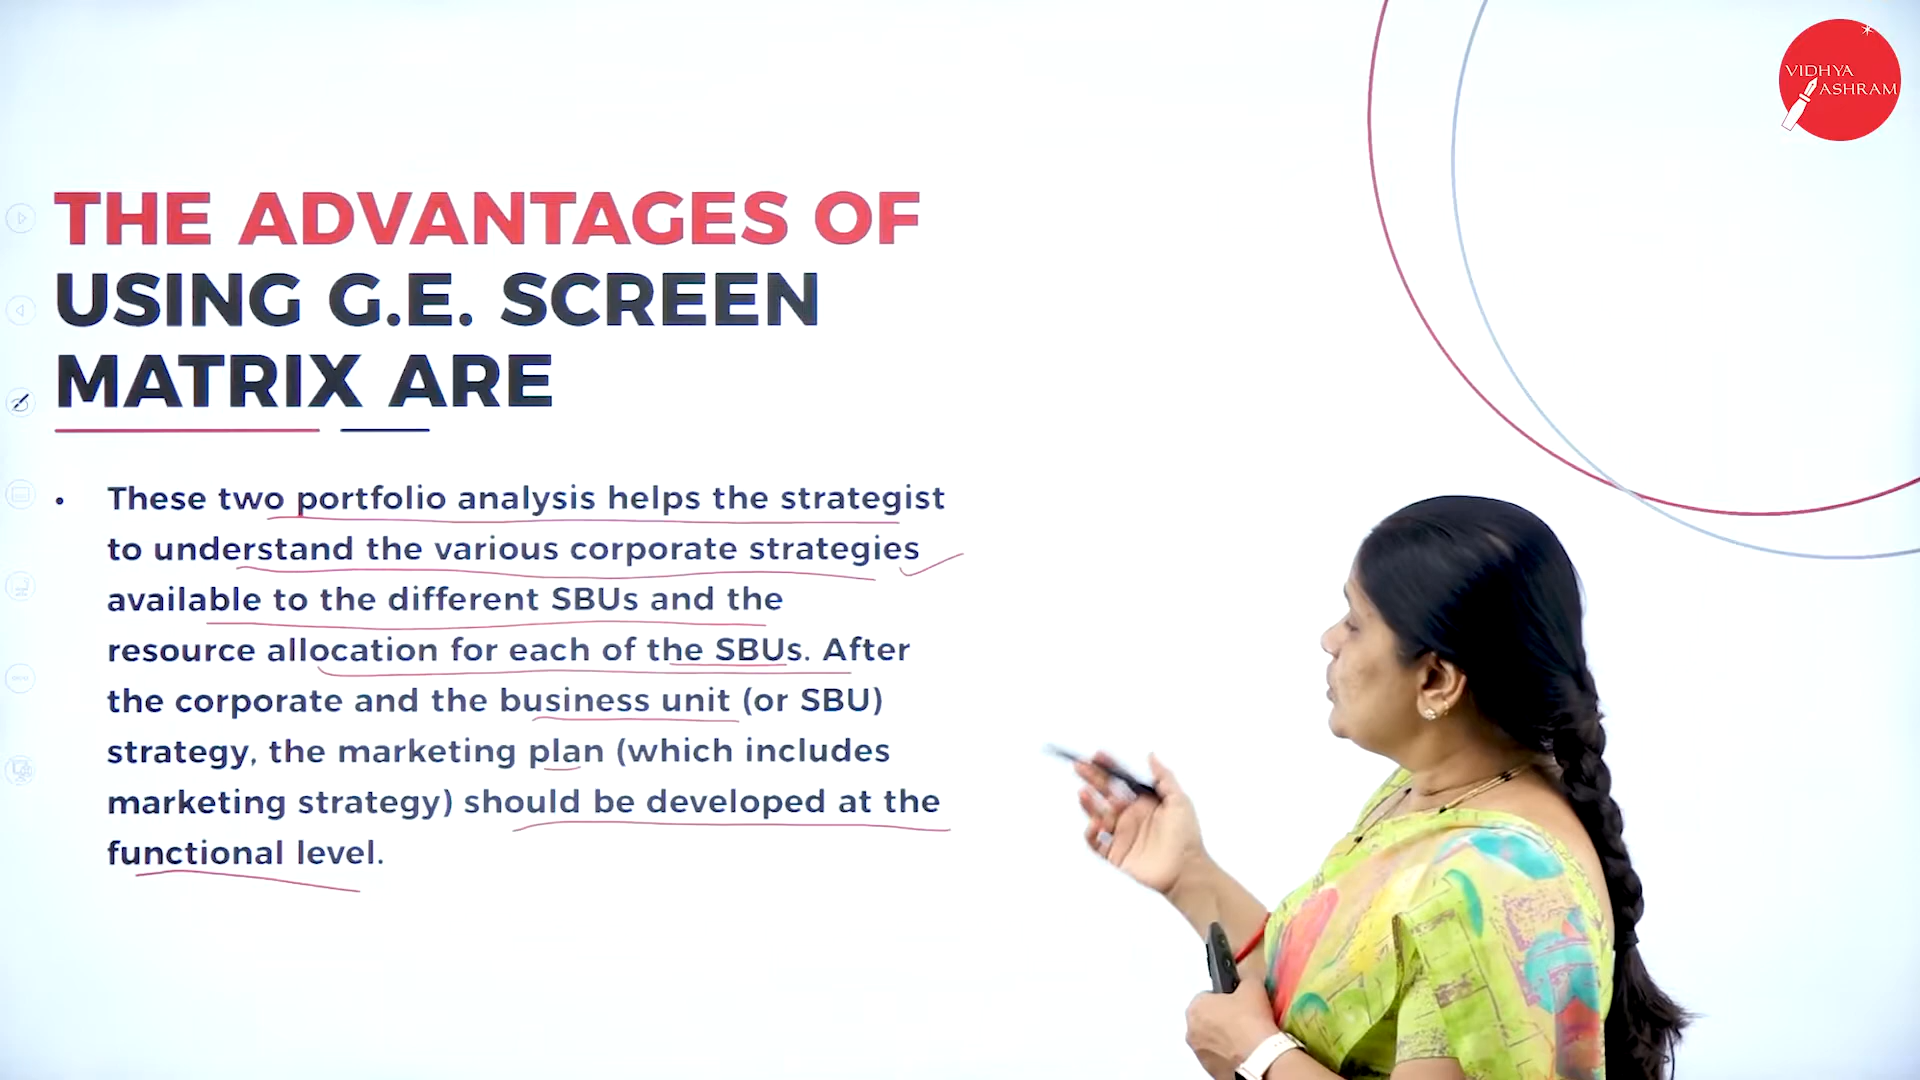 VIDHYA
ASHRAM
THE ADVANTAGES OF
USING G.E. SCREEN
MATRIX ARE
• These two portfolio analysis helps the strategist
to understand the various corporate strategies
available to the different SBUs and the
resource allocation for each of the SBUs. After
the corporate and the business unit (or SBU)
strategy, the marketing plan (which includes
marketing strategy) should be developed at the
functional level.